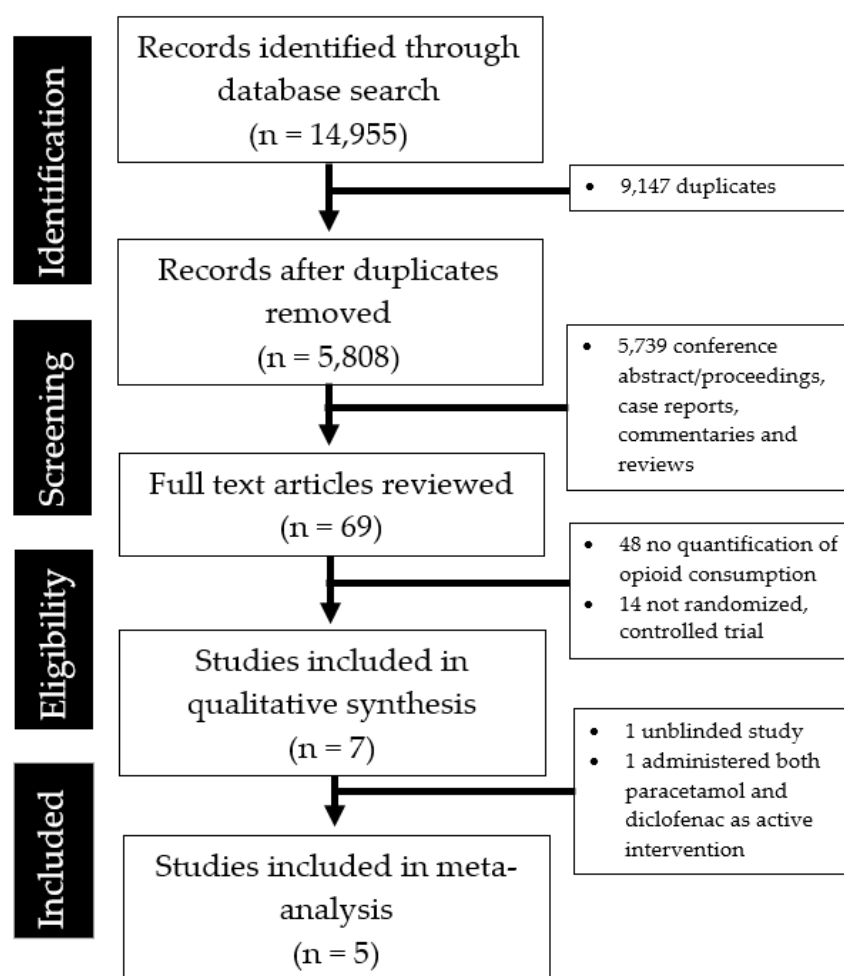 Identification
Records identified through
database search
(n = 14,955)
• 9,147 duplicates
Records after duplicates
removed
(n = 5,808)
Screening
• 5,739 conference
abstract/proceedings,
case reports,
commentaries and
reviews
Full text articles reviewed
(n = 69)
Eligibility
• 48 no quantification of
opioid consumption
• 14 not randomized,
controlled trial
Studies included in
qualitative synthesis
(n = 7)
Included
• 1 unblinded study
• 1 administered both
paracetamol and
diclofenac as active
intervention
Studies included in meta-
analysis
(n = 5)